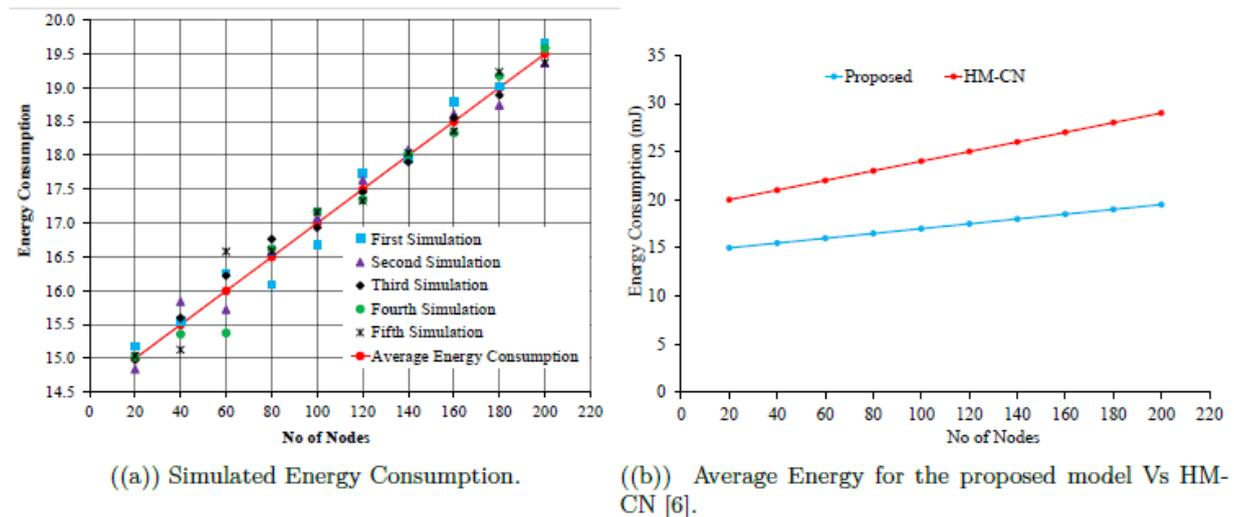 20.0
19.5
19.0
18.5
18.0
17.5
17.0
16.5
16.0
15.5
15.0
14.5
Energy Consumption
First Simulation
Second Simulation
Third Simulation
Fourth Simulation
Fifth Simulation
Average Energy Consumption
0 20 40 60 80 100 120 140 160 180 200 220
No of Nodes
((a)) Simulated Energy Consumption.
35
30
25
20
15
10
5
0
Energy Consumption (mJ)
Proposed HM-CN
0 20 40 60 80 100 120 140 160 180 200 220
No of Nodes
((b)) Average Energy for the proposed model Vs HM-
CN [6].